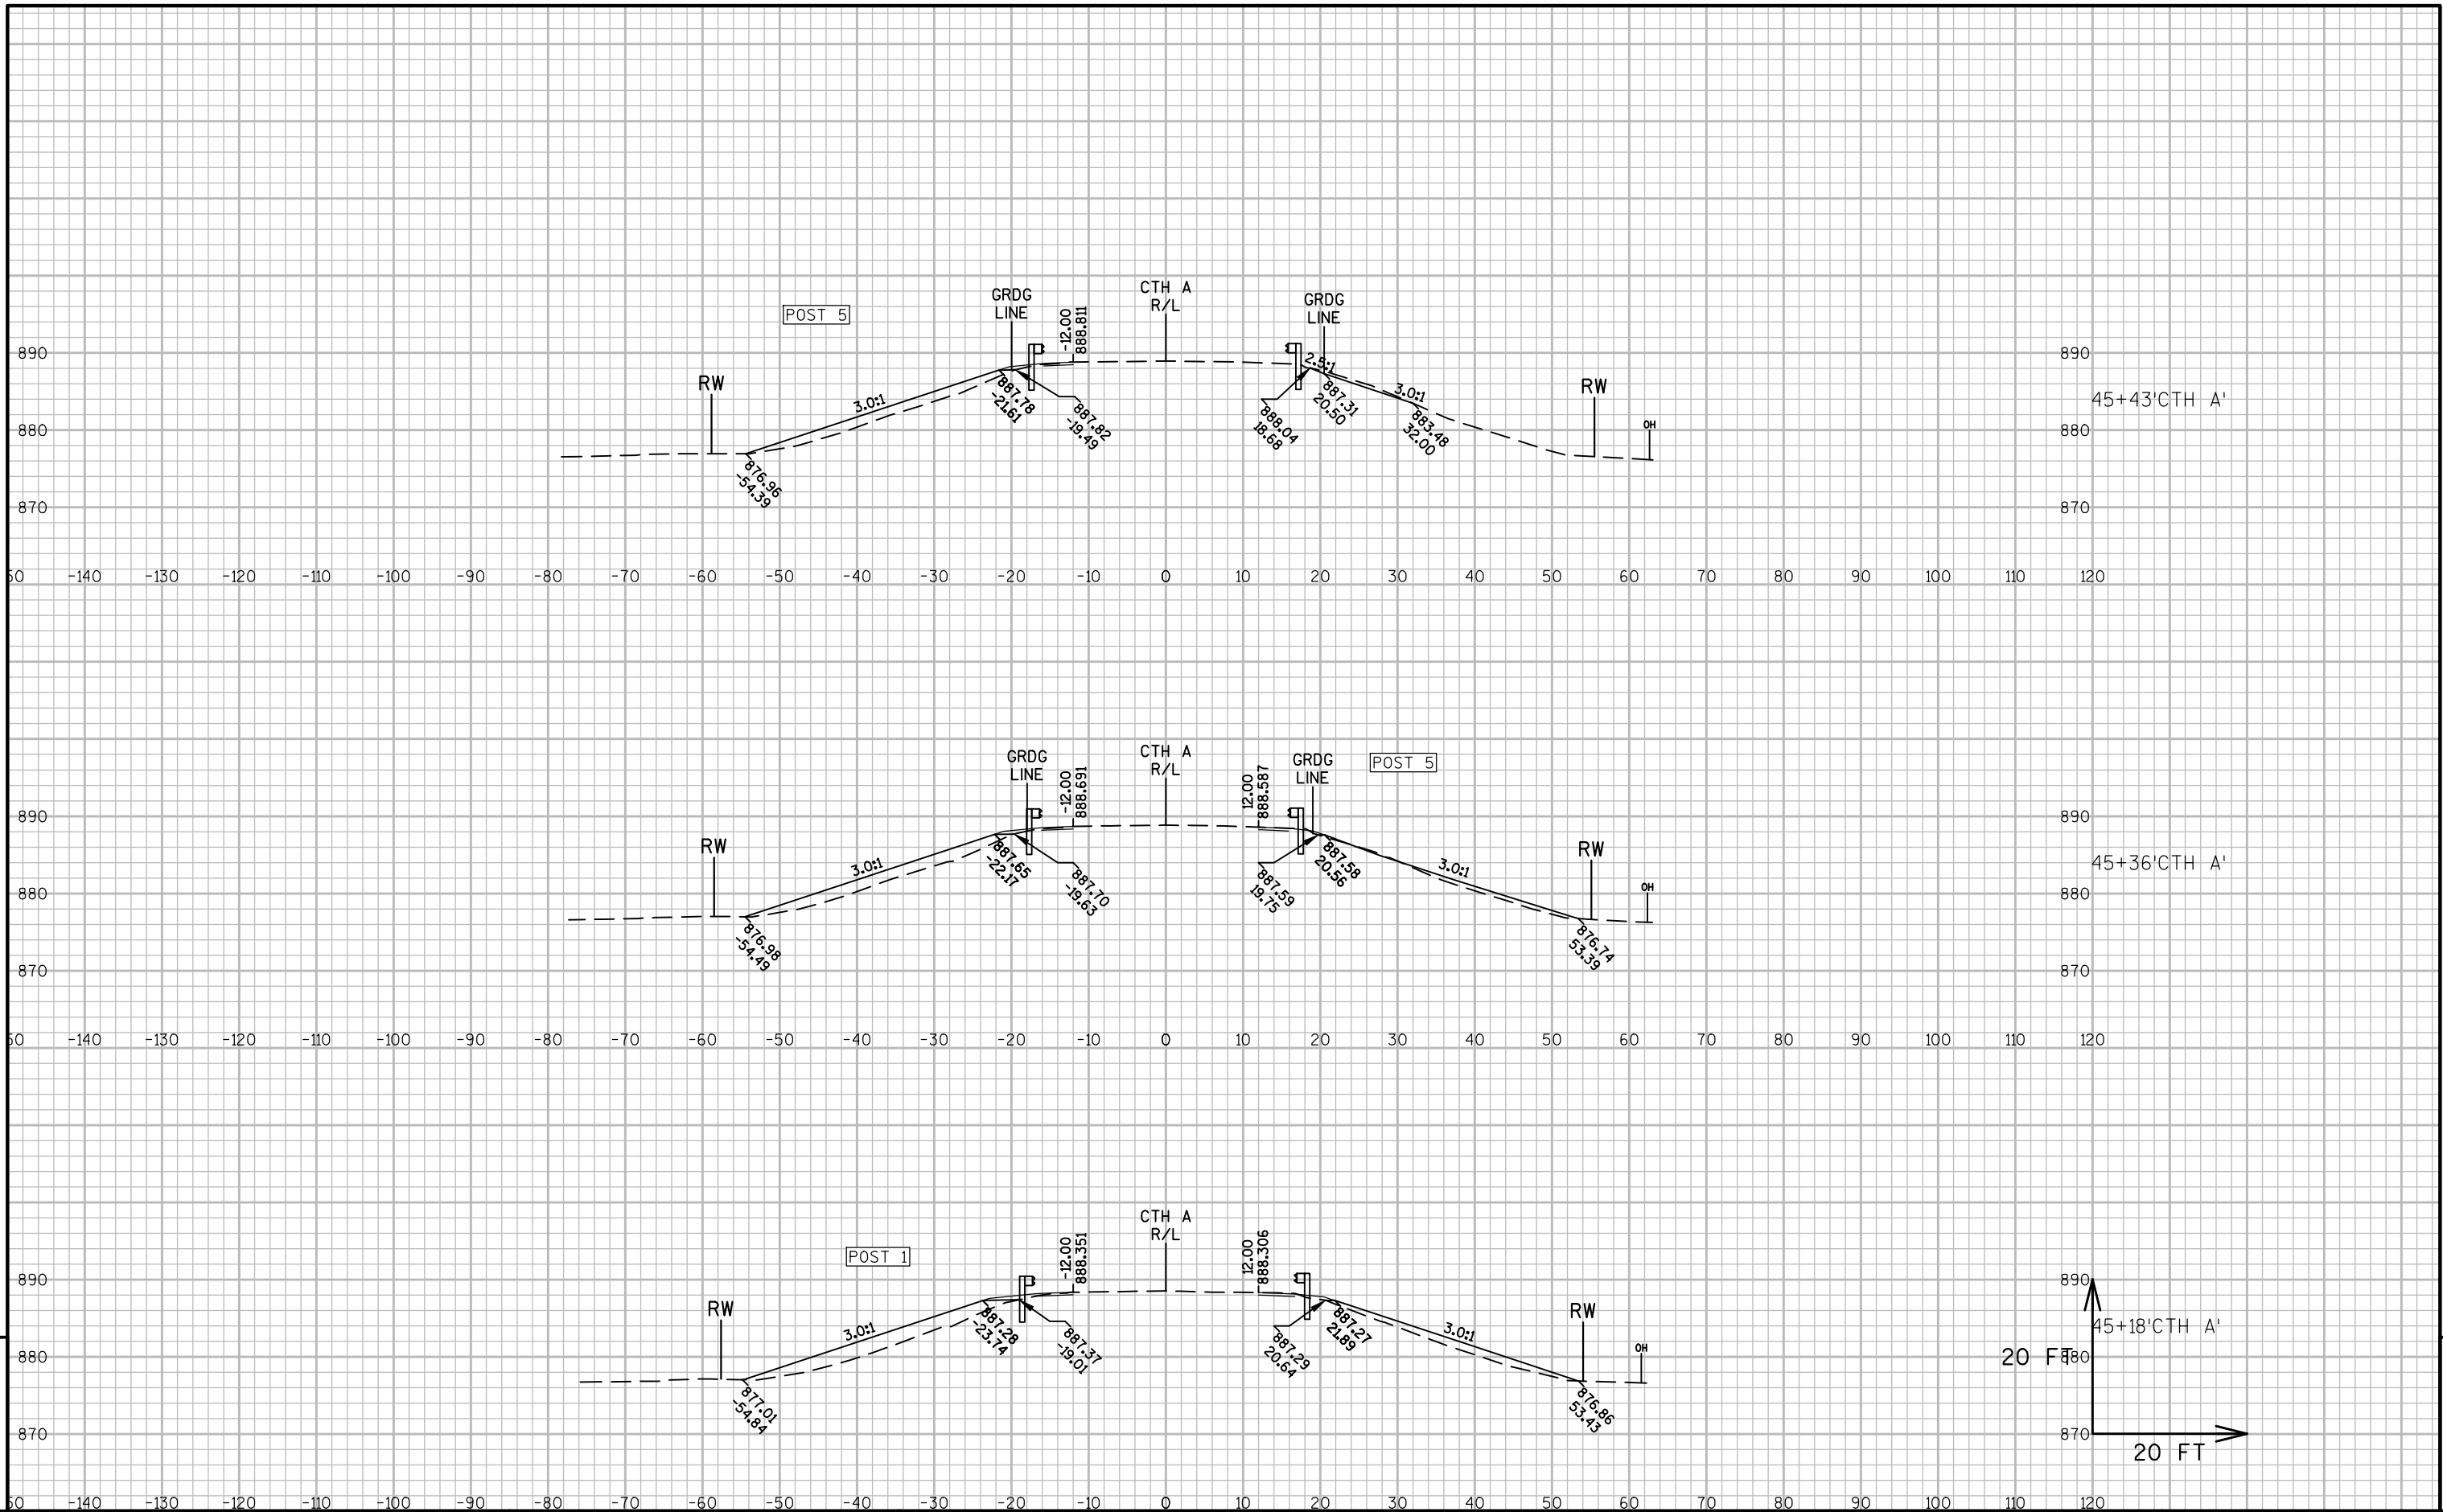 GRDG
LINE
CTH A
R/L
GRDG
LINE
POST 5
-12.00
888.811
890
RW
3.0:1
887.78
-21.61
887.82
-19.49
2.5:1
887.31
20.50
888.04
18.68
3.0:1
883.48
32.00
RW
OH
890
45+43'CTH A'
880
880
876.96
-54.39
870
870
50 -140 -130 -120 -110 -100 -90 -80 -70 -60 -50 -40 -30 -20 -10 0 10 20 30 40 50 60 70 80 90 100 110 120
GRDG
LINE
CTH A
R/L
GRDG
LINE
POST 5
-12.00
888.691
12.00
888.587
890
RW
3.0:1
887.65
-22.17
887.70
-19.63
887.58
20.56
887.59
19.75
3.0:1
RW
OH
890
45+36'CTH A'
880
880
876.98
-54.49
876.74
53.39
870
870
50 -140 -130 -120 -110 -100 -90 -80 -70 -60 -50 -40 -30 -20 -10 0 10 20 30 40 50 60 70 80 90 100 110 120
CTH A
R/L
POST 1
-12.00
888.351
12.00
888.306
890
RW
3.0:1
887.28
-23.74
887.37
-19.01
887.27
21.89
887.29
20.64
3.0:1
RW
OH
890
45+18'CTH A'
880
20 FT
880
877.01
-54.84
876.86
53.43
870
870
20 FT
50 -140 -130 -120 -110 -100 -90 -80 -70 -60 -50 -40 -30 -20 -10 0 10 20 30 40 50 60 70 80 90 100 110 120